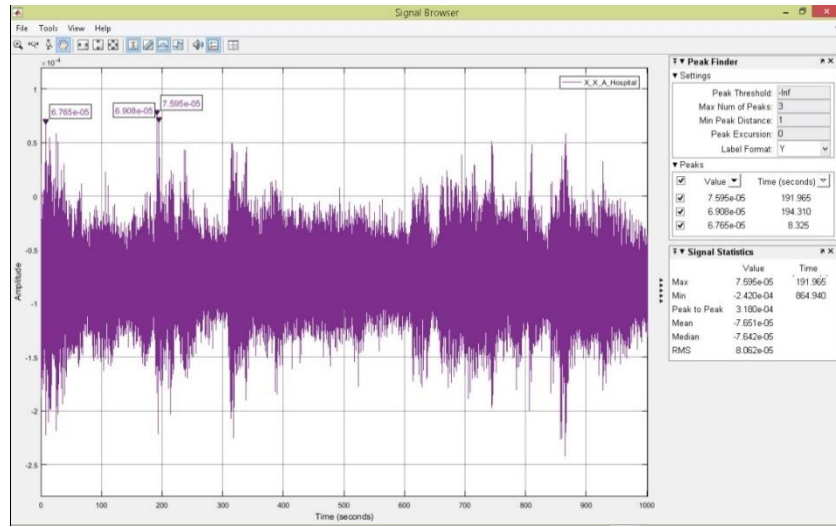 Signal Browser
File Tools View Help
×10⁻⁴
X_X_A_Hospital
6.765e-05
6.908e-05
7.595e-05
1
0.5
0
-0.5
-1
-1.5
-2
-2.5
Amplitude
0 100 200 300 400 500 600 700 800 900 1000
Time (seconds)
Peak Finder
Settings
Peak Threshold: -Inf
Max Num of Peaks: 3
Min Peak Distance: 1
Peak Excursion: 0
Label Format: Y
Peaks
Value Time (seconds)
7.595e-05 191.965
6.908e-05 194.310
6.765e-05 8.325
Signal Statistics
Value Time
Max 7.595e-05 191.965
Min -2.420e-04 864.940
Peak to Peak 3.180e-04
Mean -7.651e-05
Median -7.642e-05
RMS 8.062e-05